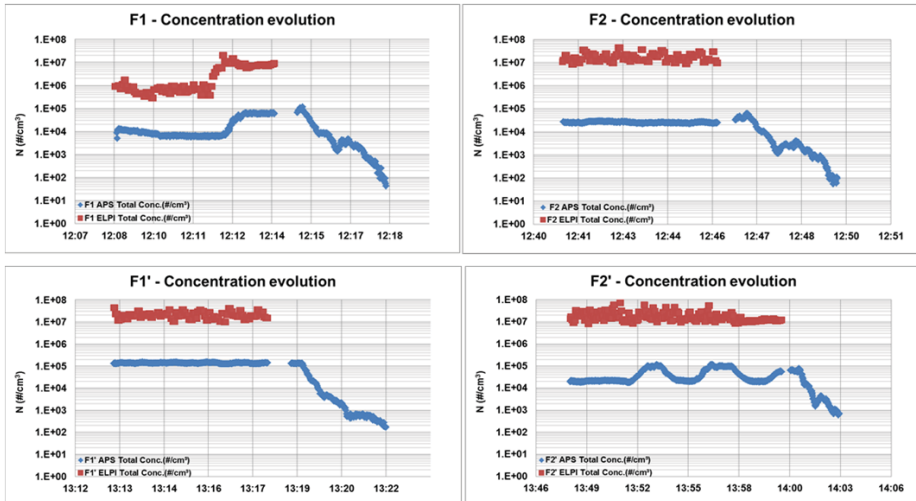 F1 - Concentration evolution
1.E+08
1.E+07
1.E+06
1.E+05
1.E+04
1.E+03
1.E+02
1.E+01
1.E+00
N (#/cm³)
F1 APS Total Conc.(#/cm³)
F1 ELPI Total Conc.(#/cm³)
12:07 12:08 12:10 12:11 12:12 12:14 12:15 12:17 12:18
F2 - Concentration evolution
1.E+08
1.E+07
1.E+06
1.E+05
1.E+04
1.E+03
1.E+02
1.E+01
1.E+00
N (#/cm³)
F2 APS Total Conc.(#/cm³)
F2 ELPI Total Conc.(#/cm³)
12:40 12:41 12:43 12:44 12:46 12:47 12:48 12:50 12:51
F1' - Concentration evolution
1.E+08
1.E+07
1.E+06
1.E+05
1.E+04
1.E+03
1.E+02
1.E+01
1.E+00
N (#/cm³)
F1' APS Total Conc.(#/cm³)
F1' ELPI Total Conc.(#/cm³)
13:12 13:13 13:14 13:16 13:17 13:19 13:20 13:22
F2' - Concentration evolution
1.E+08
1.E+07
1.E+06
1.E+05
1.E+04
1.E+03
1.E+02
1.E+01
1.E+00
N (#/cm³)
F2' APS Total Conc.(#/cm³)
F2' ELPI Total Conc.(#/cm³)
13:46 13:49 13:52 13:55 13:58 14:00 14:03 14:06